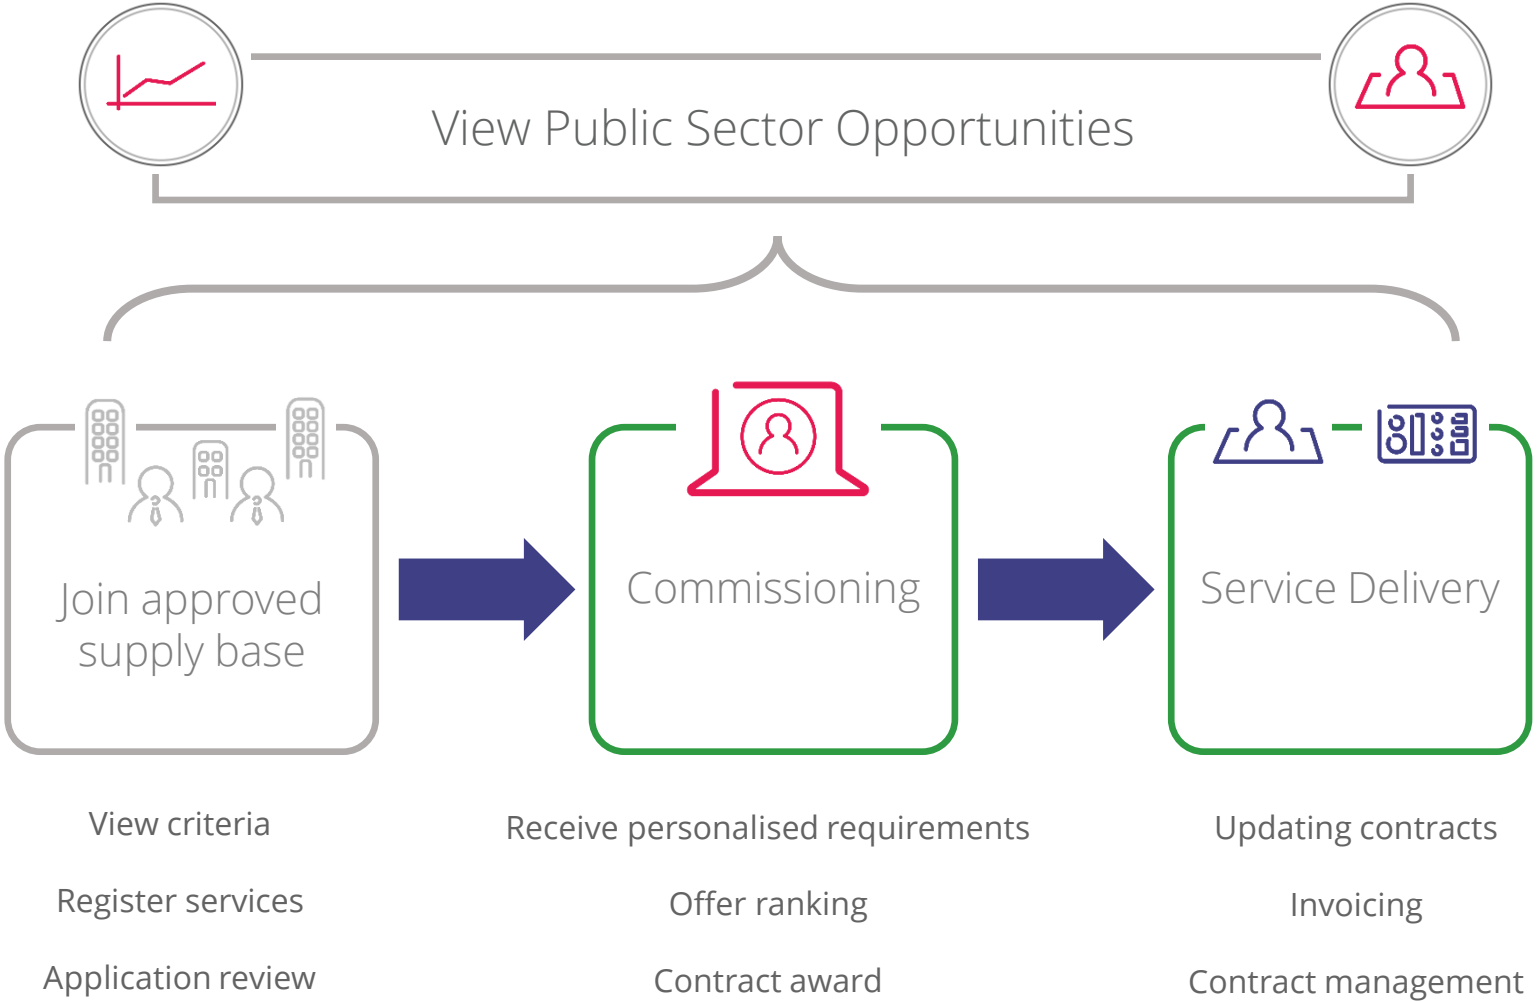 View Public Sector Opportunities
Join approved
supply base
Commissioning
Service Delivery
View criteria
Register services
Application review
Receive personalised requirements
Offer ranking
Contract award
Updating contracts
Invoicing
Contract management